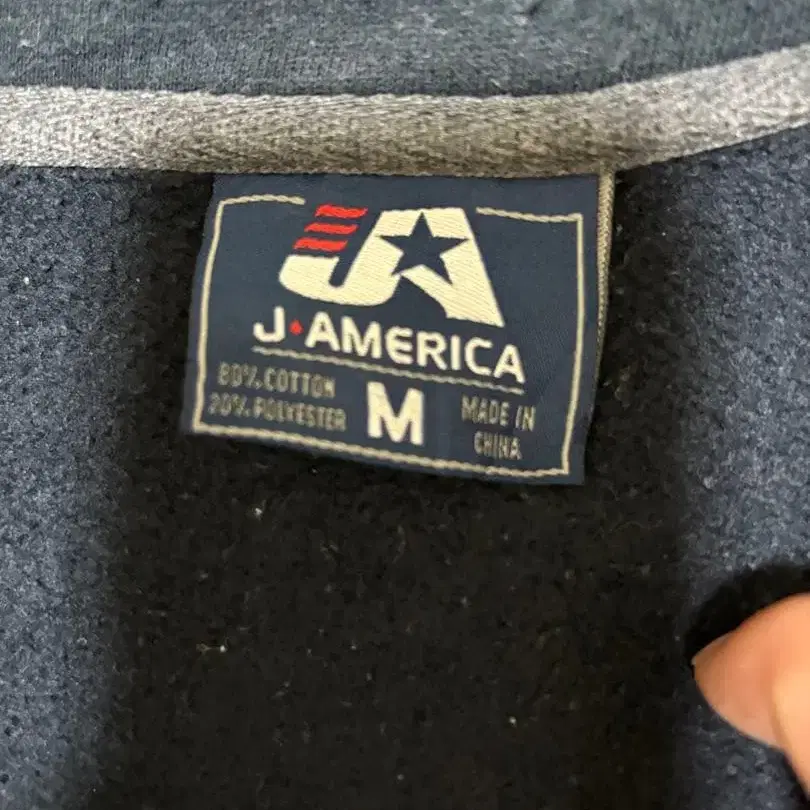 JA
J·AMERICA
80% COTTON
20% POLYESTER
M
MADE IN
CHINA